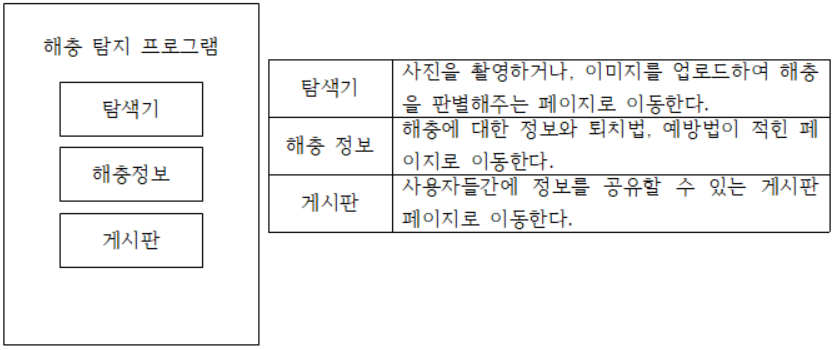 해충 탐지 프로그램
탐색기
해충정보
게시판
탐색기
사진을 촬영하거나, 이미지를 업로드하여 해충
을 판별해주는 페이지로 이동한다.
해충 정보
해충에 대한 정보와 퇴치법, 예방법이 적힌 페
이지로 이동한다.
게시판
사용자들간에 정보를 공유할 수 있는 게시판
페이지로 이동한다.